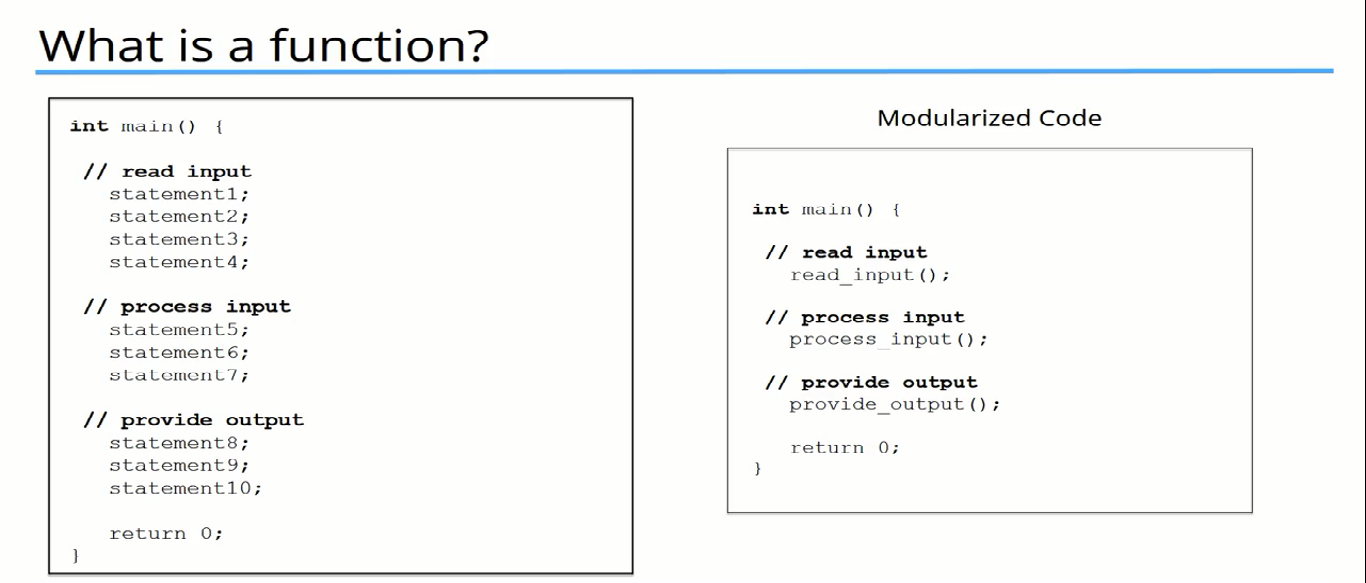 What is a function?
int main() {
// read input
statement1;
statement2;
statement3;
statement4;
// process input
statement5;
statement6;
statement7;
// provide output
statement8;
statement9;
statement10;
return 0;
}
Modularized Code
int main() {
// read input
read_input();
// process input
process_input();
// provide output
provide_output();
return 0;
}